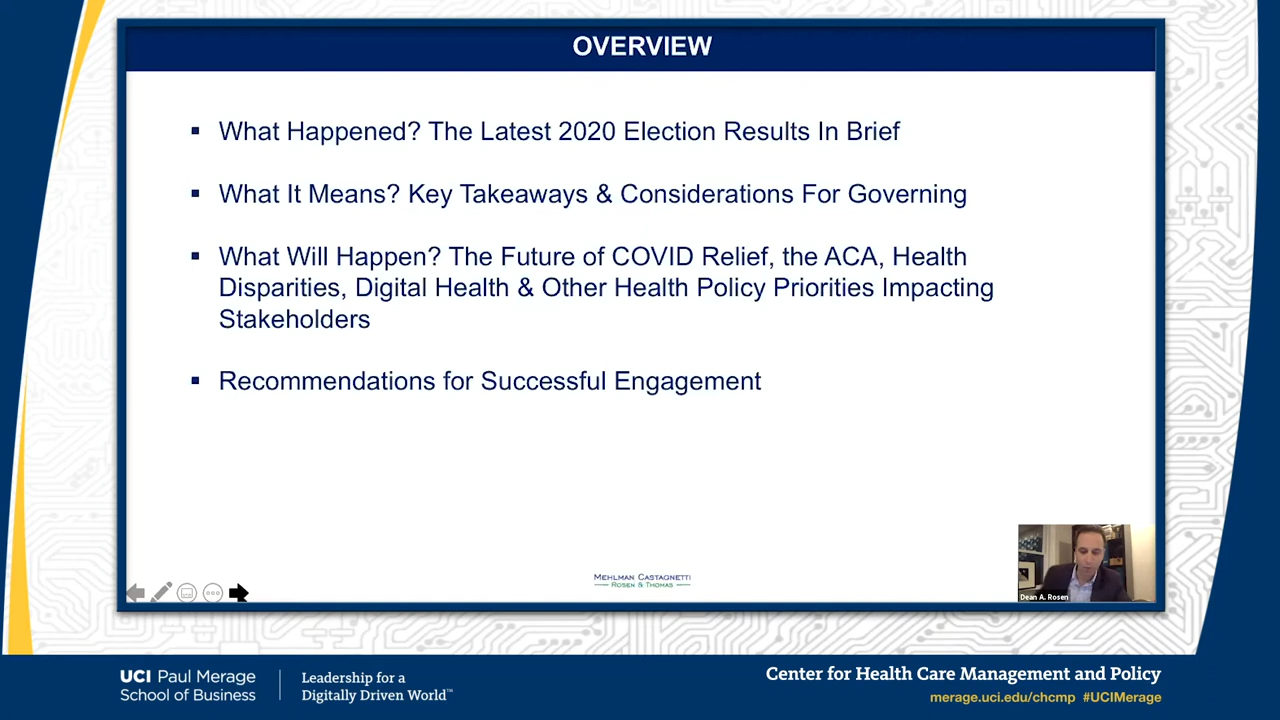 OVERVIEW
▪ What Happened? The Latest 2020 Election Results In Brief
▪ What It Means? Key Takeaways & Considerations For Governing
▪ What Will Happen? The Future of COVID Relief, the ACA, Health
Disparities, Digital Health & Other Health Policy Priorities Impacting
Stakeholders
▪ Recommendations for Successful Engagement
MEHLMAN CASTAGNETTI
ROSEN & THOMAS
Dean A. Rosen
UCI Paul Merage
School of Business
Leadership for a
Digitally Driven World™
Center for Health Care Management and Policy
merage.uci.edu/chcmp #UCIMerage